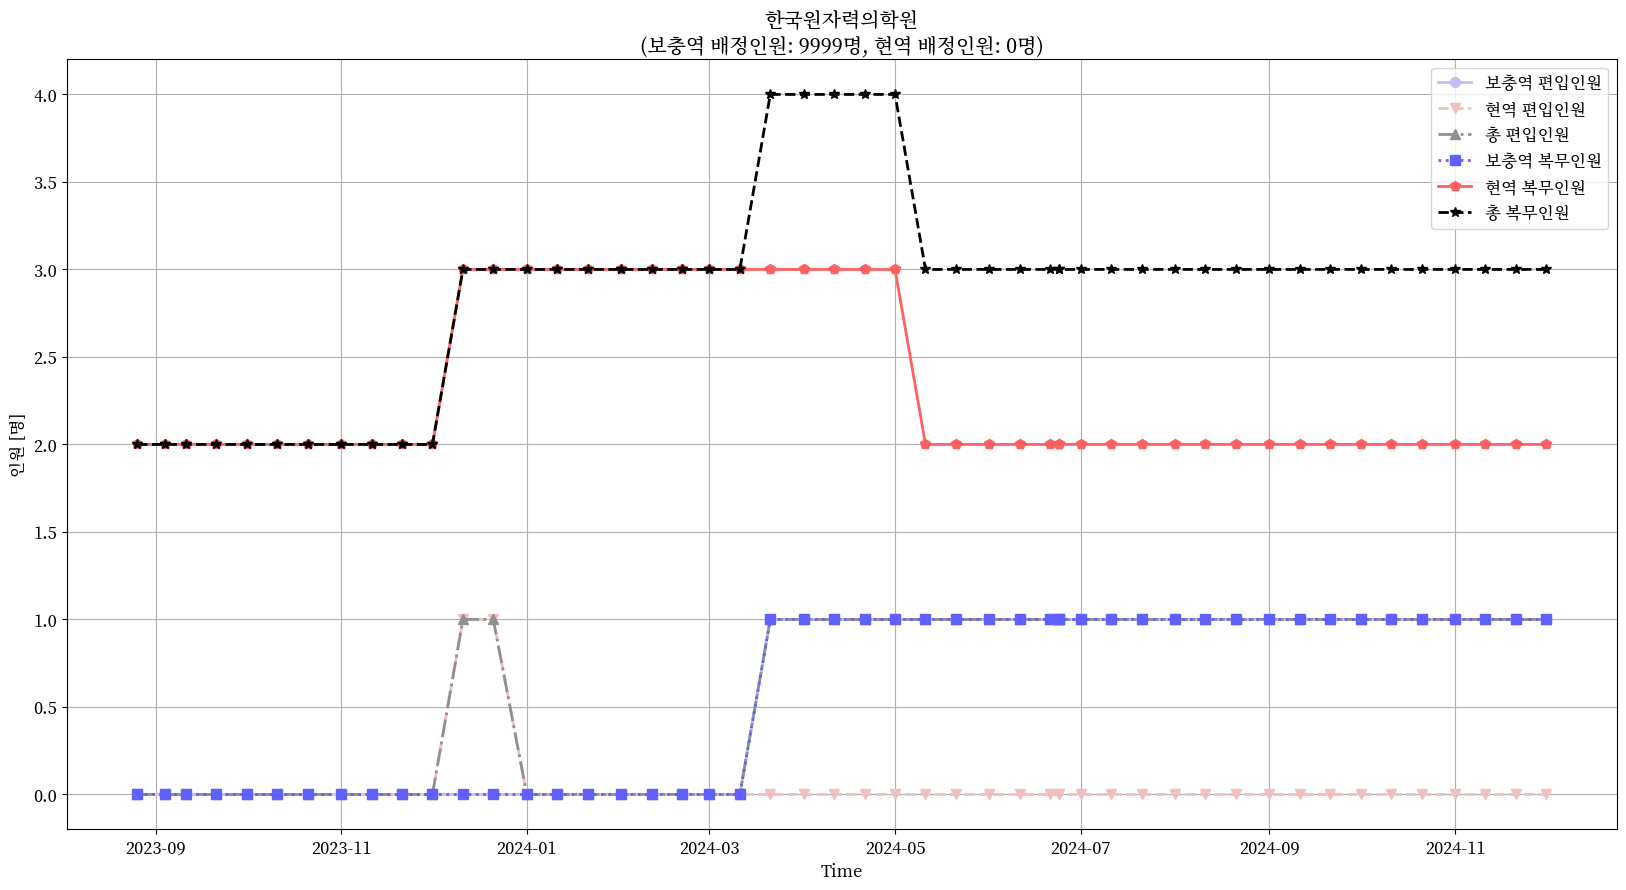 한국원자력의학원
(보충역 배정인원: 9999명, 현역 배정인원: 0명)
보충역 편입인원
현역 편입인원
총 편입인원
보충역 복무인원
현역 복무인원
총 복무인원
4.0
3.5
3.0
2.5
2.0
1.5
1.0
0.5
0.0
인원 [명]
2023-09 2023-11 2024-01 2024-03 2024-05 2024-07 2024-09 2024-11
Time